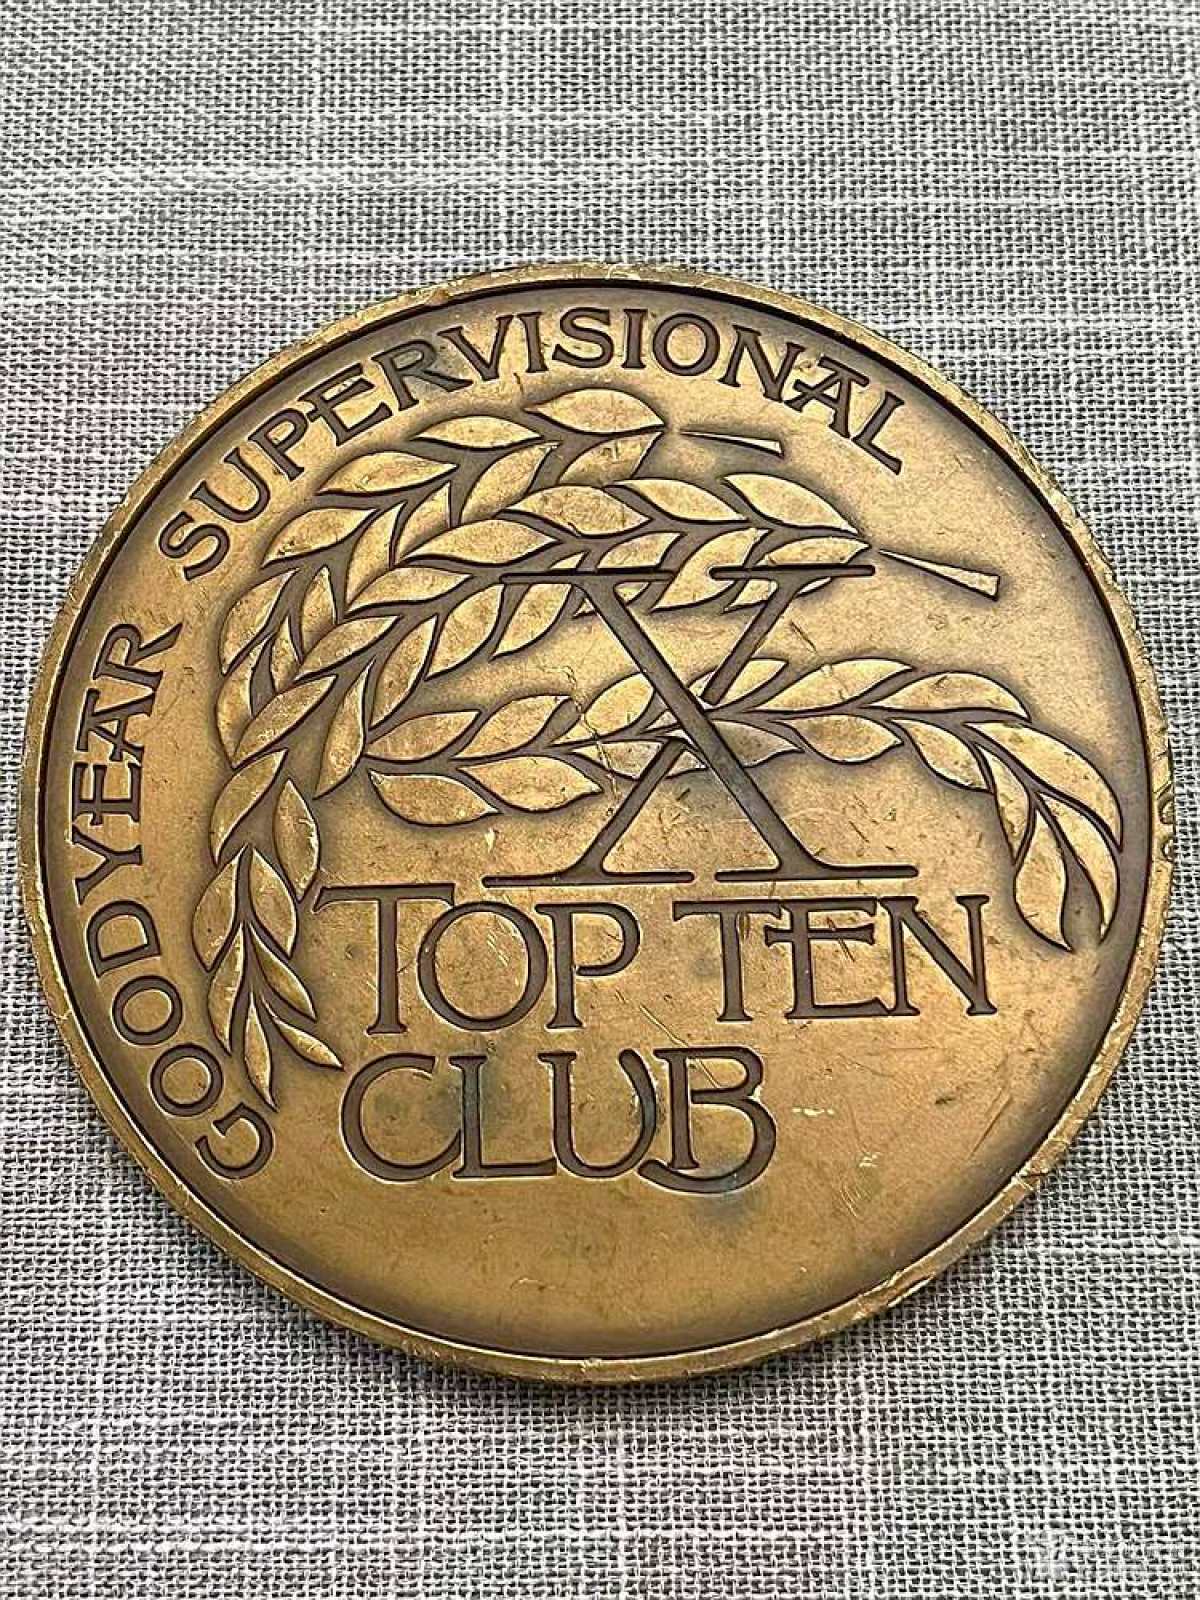 GOODYEAR SUPERVISIONAL
X
TOP TEN
CLUB